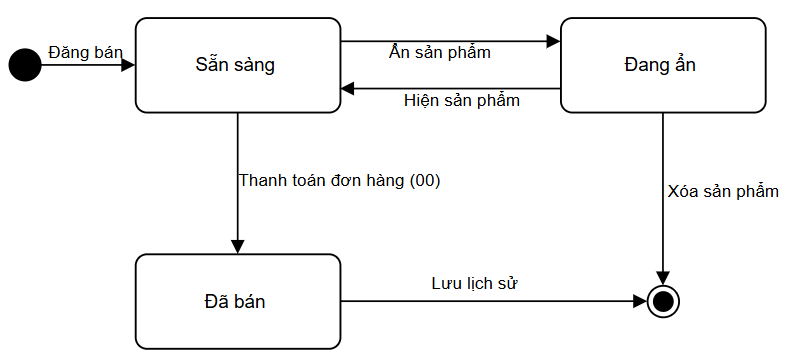 Đăng bán
Sẵn sàng
Ẩn sản phẩm
Đang ẩn
Hiện sản phẩm
Thanh toán đơn hàng (00)
Xóa sản phẩm
Đã bán
Lưu lịch sử